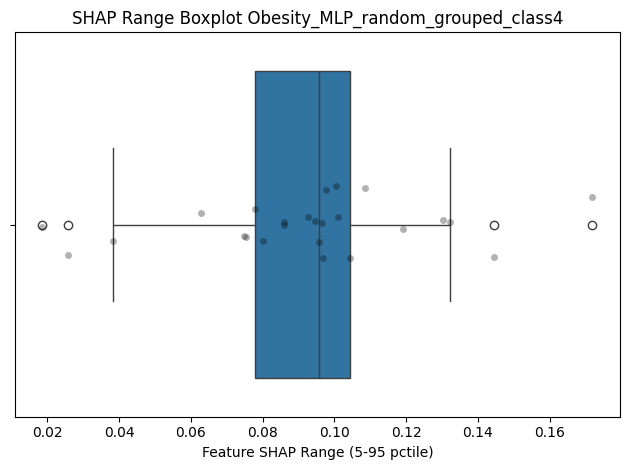 SHAP Range Boxplot Obesity_MLP_random_grouped_class4
0.02 0.04 0.06 0.08 0.10 0.12 0.14 0.16
Feature SHAP Range (5-95 pctile)